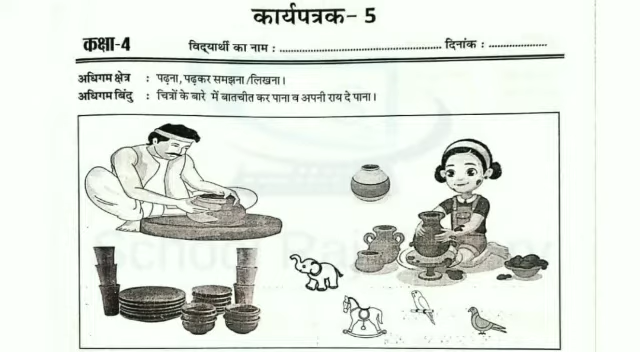 कार्यपत्रक- 5
कक्षा-4 विद्यार्थी का नाम : ................................................ दिनांक : ..................
अधिगम क्षेत्र : पढ़ना, पढ़कर समझना/लिखना।
अधिगम बिंदु : चित्रों के बारे में बातचीत कर पाना व अपनी राय दे पाना।